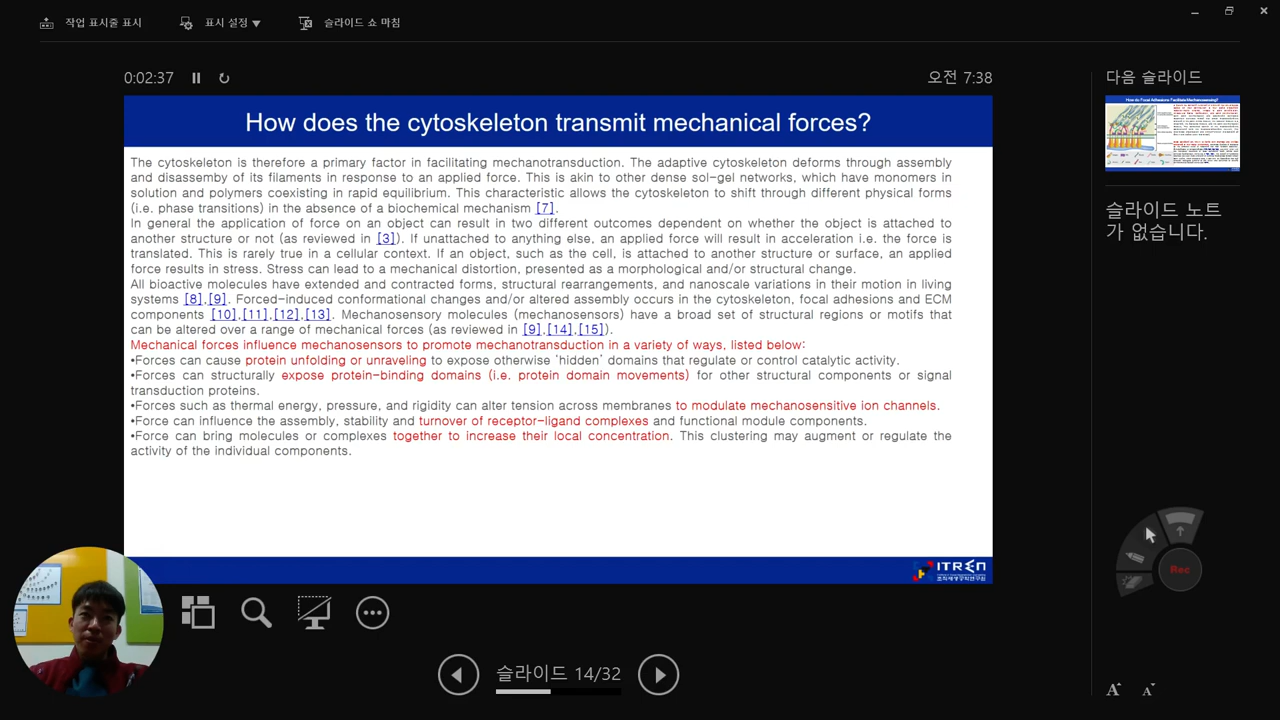 작업 표시줄 표시
표시 설정 ▼
슬라이드 쇼 마침
0:02:37
오전 7:38
다음 슬라이드
How does the cytoskeleton transmit mechanical forces?
The cytoskeleton is therefore a primary factor in facilitating mechanotransduction. The adaptive cytoskeleton forms through assembly
and disassembly of its filaments in response to an applied force. This is akin to other dense sol-gel networks, which have monomers in
solution and polymers coexisting in rapid equilibrium. This characteristic allows the cytoskeleton to shift through different physical forms
(i.e. phase transitions) in the absence of a biochemical mechanism [7].
In general the application of force on an object can result in two different outcomes dependent on whether the object is attached to
another structure or not (as reviewed in [3]). If unattached to anything else, an applied force will result in acceleration i.e. the force is
translated. This is rarely true in a cellular context. If an object, such as the cell, is attached to another structure or surface, an applied
force results in stress. Stress can lead to a mechanical distortion, presented as a morphological and/or structural change.
All bioactive molecules have extended and contracted forms, structural rearrangements, and nanoscale variations in their motion in living
systems [8],[9]. Forced-induced conformational changes and/or altered assembly occurs in the cytoskeleton, focal adhesions and ECM
components [10],[11],[12],[13]. Mechanosensory molecules (mechanosensors) have a broad set of structural regions or motifs that
can be altered over a range of mechanical forces (as reviewed in [9],[14],[15]).
Mechanical forces influence mechanosensors to promote mechanotransduction in a variety of ways, listed below:
•Forces can cause protein unfolding or unraveling to expose otherwise 'hidden' domains that regulate or control catalytic activity.
•Forces can structurally expose protein-binding domains (i.e. protein domain movements) for other structural components or signal
transduction proteins.
•Forces such as thermal energy, pressure, and rigidity can alter tension across membranes to modulate mechanosensitive ion channels.
•Force can influence the assembly, stability and turnover of receptor-ligand complexes and functional module components.
•Force can bring molecules or complexes together to increase their local concentration. This clustering may augment or regulate the
activity of the individual components.
ITREN
조직재생공학연구원
How do Focal Adhesions Facilitate Mechanosensing?
슬라이드 노트
가 없습니다.
Rec
슬라이드 14/32
A A